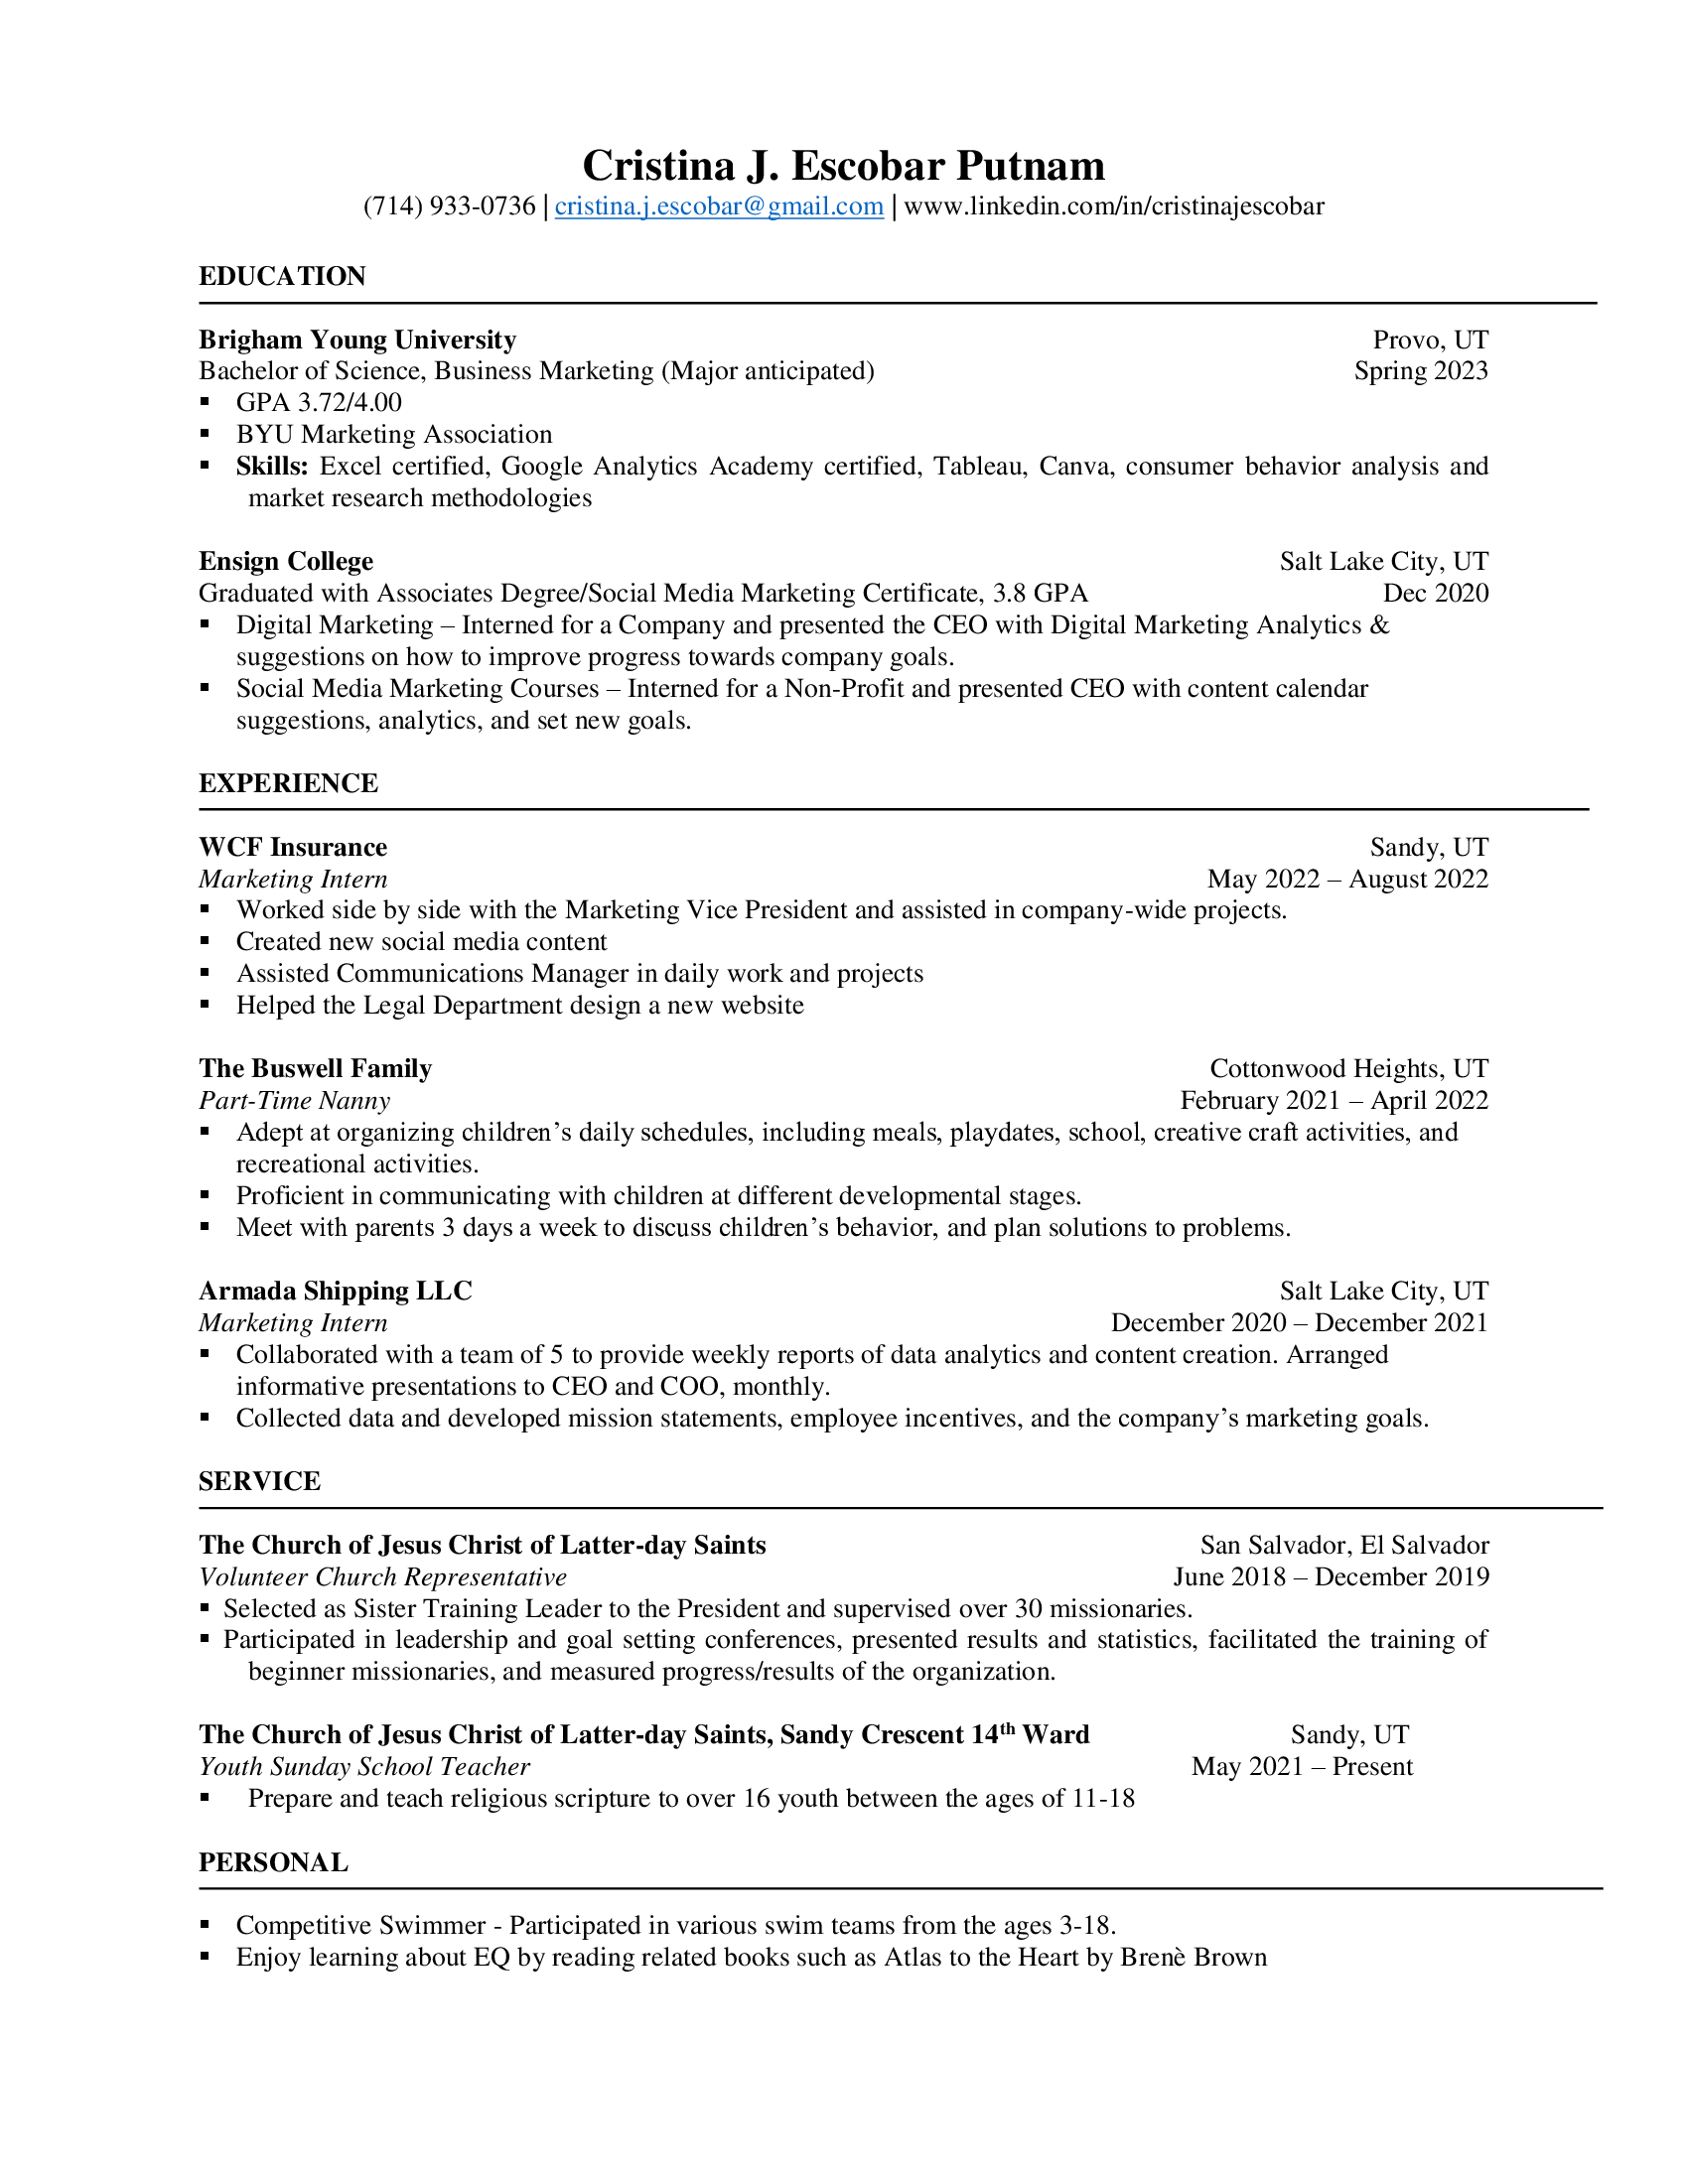 Cristina J. Escobar Putnam
(714) 933-0736 | cristina.j.escobar@gmail.com | www.linkedin.com/in/cristinajescobar
EDUCATION
Brigham Young University Provo, UT
Bachelor of Science, Business Marketing (Major anticipated) Spring 2023
▪ GPA 3.72/4.00
▪ BYU Marketing Association
▪ Skills: Excel certified, Google Analytics Academy certified, Tableau, Canva, consumer behavior analysis and
market research methodologies
Ensign College Salt Lake City, UT
Graduated with Associates Degree/Social Media Marketing Certificate, 3.8 GPA Dec 2020
▪ Digital Marketing – Interned for a Company and presented the CEO with Digital Marketing Analytics &
suggestions on how to improve progress towards company goals.
▪ Social Media Marketing Courses – Interned for a Non-Profit and presented CEO with content calendar
suggestions, analytics, and set new goals.
EXPERIENCE
WCF Insurance Sandy, UT
Marketing Intern May 2022 – August 2022
▪ Worked side by side with the Marketing Vice President and assisted in company-wide projects.
▪ Created new social media content
▪ Assisted Communications Manager in daily work and projects
▪ Helped the Legal Department design a new website
The Buswell Family Cottonwood Heights, UT
Part-Time Nanny February 2021 – April 2022
▪ Adept at organizing children’s daily schedules, including meals, playdates, school, creative craft activities, and
recreational activities.
▪ Proficient in communicating with children at different developmental stages.
▪ Meet with parents 3 days a week to discuss children’s behavior, and plan solutions to problems.
Armada Shipping LLC Salt Lake City, UT
Marketing Intern December 2020 – December 2021
▪ Collaborated with a team of 5 to provide weekly reports of data analytics and content creation. Arranged
informative presentations to CEO and COO, monthly.
▪ Collected data and developed mission statements, employee incentives, and the company’s marketing goals.
SERVICE
The Church of Jesus Christ of Latter-day Saints San Salvador, El Salvador
Volunteer Church Representative June 2018 – December 2019
▪ Selected as Sister Training Leader to the President and supervised over 30 missionaries.
▪ Participated in leadership and goal setting conferences, presented results and statistics, facilitated the training of
beginner missionaries, and measured progress/results of the organization.
The Church of Jesus Christ of Latter-day Saints, Sandy Crescent 14th Ward Sandy, UT
Youth Sunday School Teacher May 2021 – Present
▪ Prepare and teach religious scripture to over 16 youth between the ages of 11-18
PERSONAL
▪ Competitive Swimmer - Participated in various swim teams from the ages 3-18.
▪ Enjoy learning about EQ by reading related books such as Atlas to the Heart by Brenè Brown